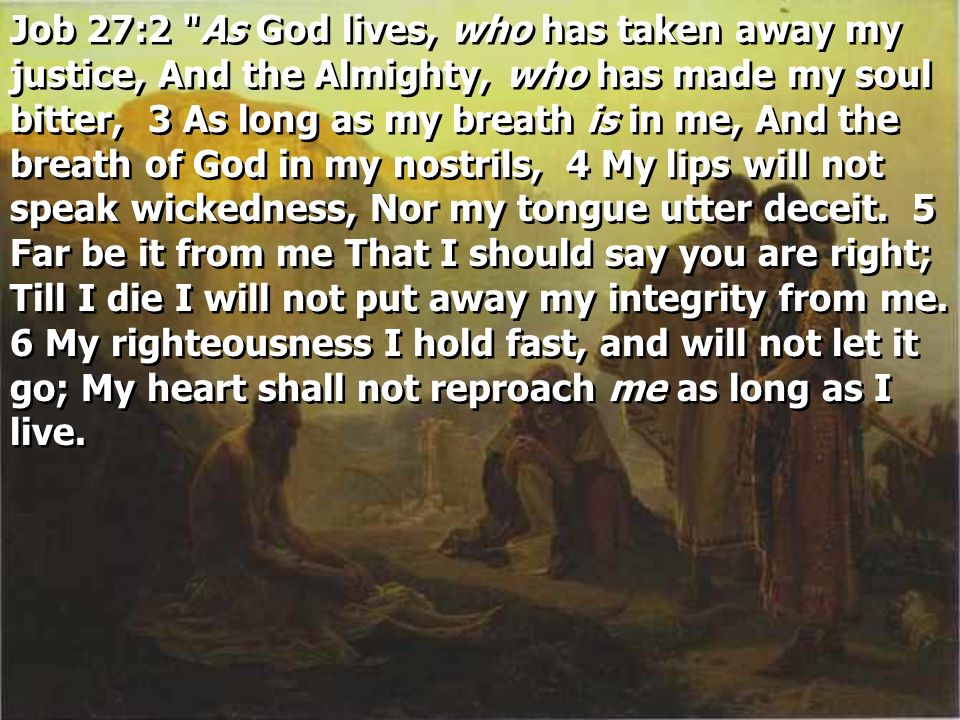 Job 27:2 "As God lives, who has taken away my
justice, And the Almighty, who has made my soul
bitter,  3 As long as my breath is in me, And the
breath of God in my nostrils,  4 My lips will not
speak wickedness, Nor my tongue utter deceit.  5
Far be it from me That I should say you are right;
Till I die I will not put away my integrity from me.
6 My righteousness I hold fast, and will not let it
go; My heart shall not reproach me as long as I
live.